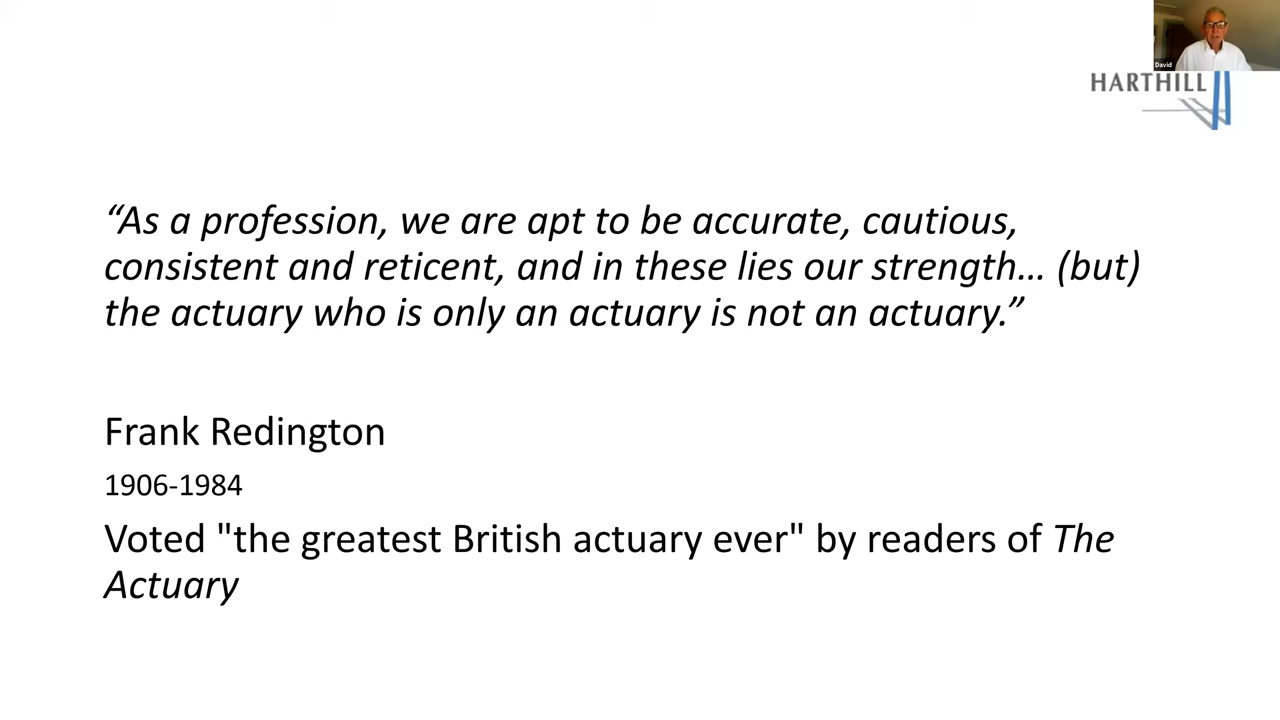 David
HARTHILL
“As a profession, we are apt to be accurate, cautious,
consistent and reticent, and in these lies our strength… (but)
the actuary who is only an actuary is not an actuary.”
Frank Redington
1906-1984
Voted "the greatest British actuary ever" by readers of The
Actuary